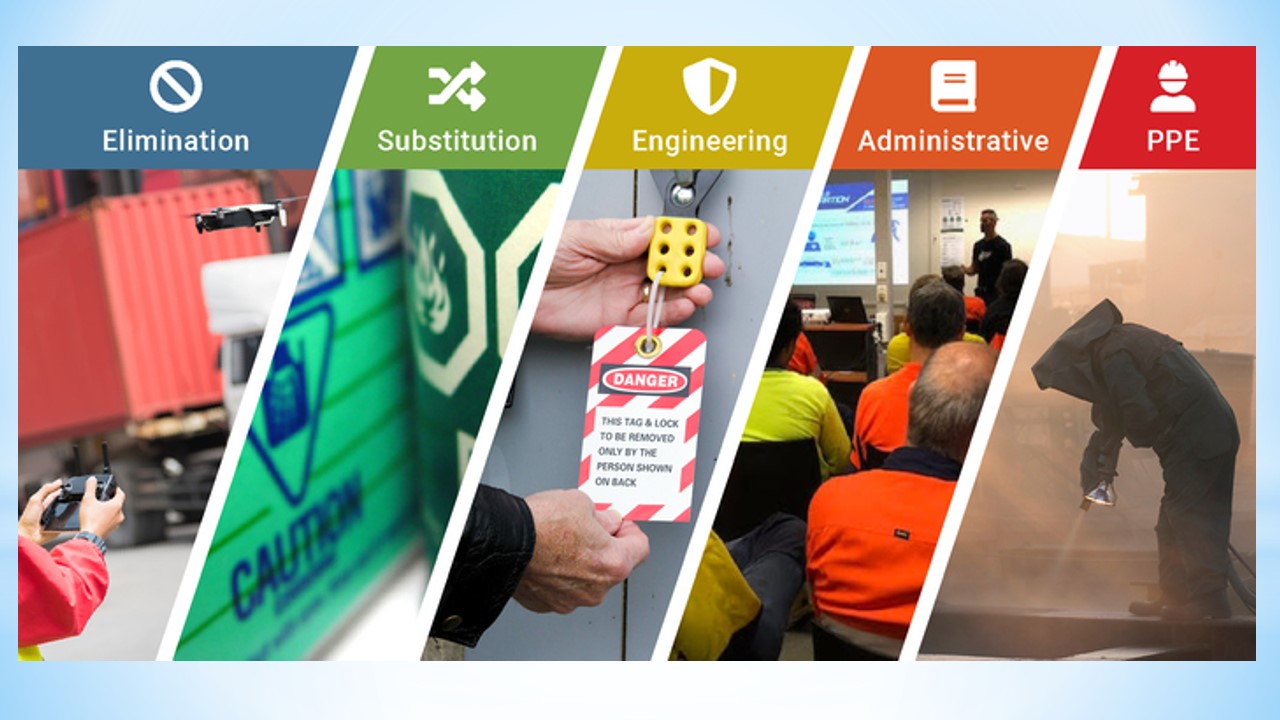 Elimination
Substitution
Engineering
Administrative
PPE
CAUTION
DANGER
THIS TAG & LOCK
TO BE REMOVED
ONLY BY THE
PERSON SHOWN
ON BACK